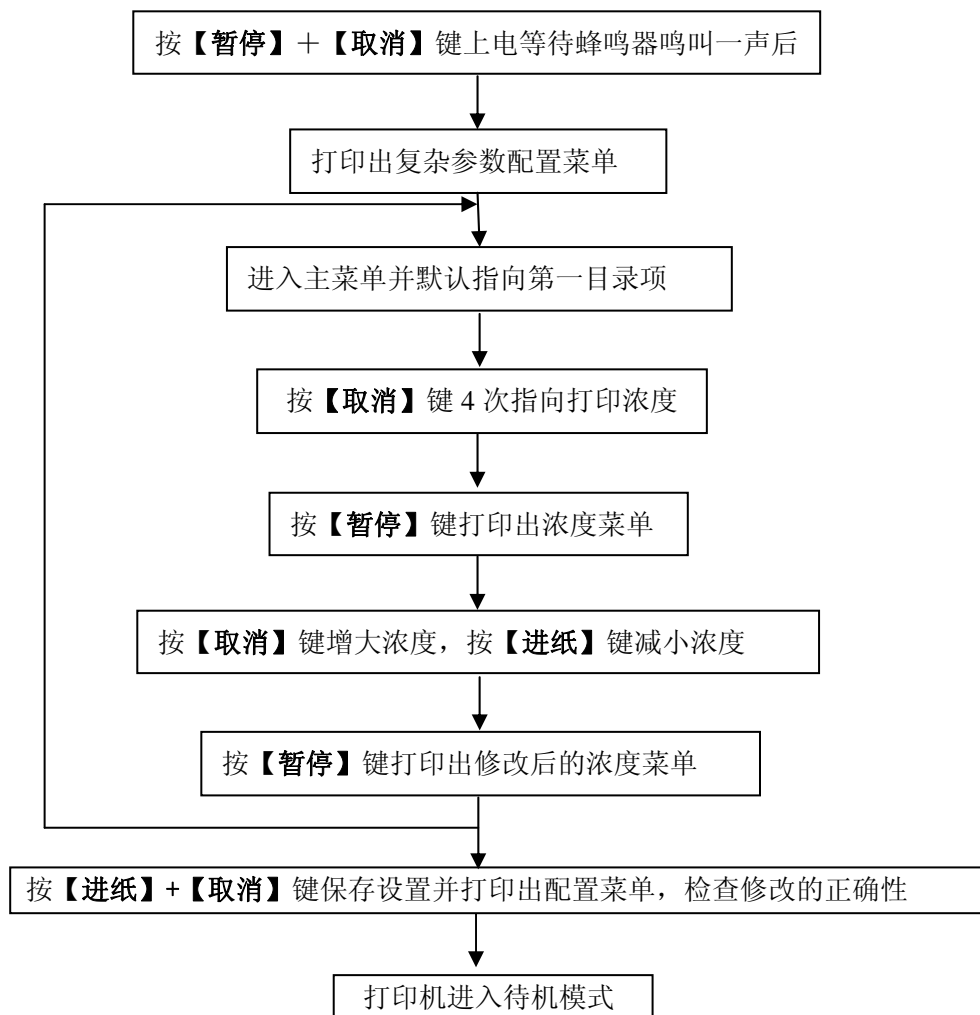 按【暂停】＋【取消】键上电等待蜂鸣器鸣叫一声后
打印出复杂参数配置菜单
进入主菜单并默认指向第一目录项
按【取消】键 4 次指向打印浓度
按【暂停】键打印出浓度菜单
按【取消】键增大浓度，按【进纸】键减小浓度
按【暂停】键打印出修改后的浓度菜单
按【进纸】+【取消】键保存设置并打印出配置菜单，检查修改的正确性
打印机进入待机模式